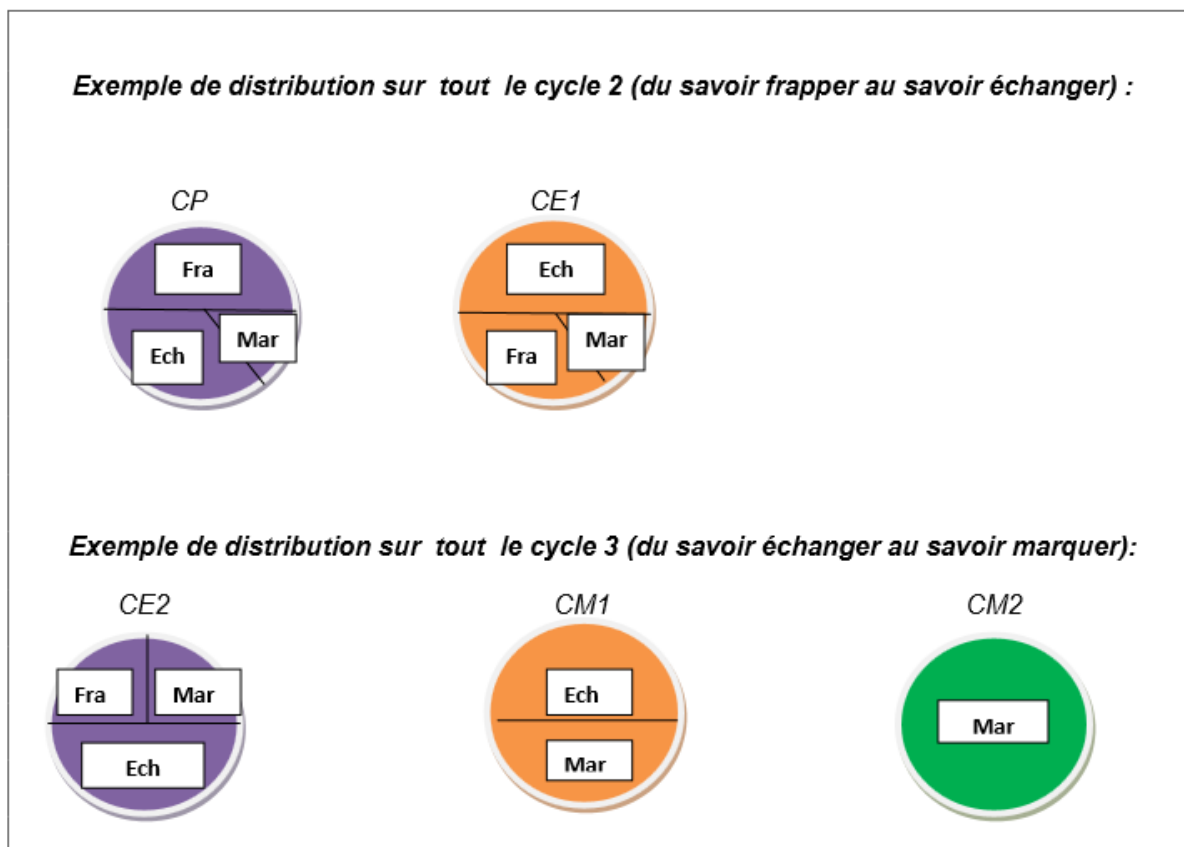 Exemple de distribution sur tout le cycle 2 (du savoir frapper au savoir échanger) :
CP
CE1
Fra
Ech
Mar
Ech
Fra
Mar
Exemple de distribution sur tout le cycle 3 (du savoir échanger au savoir marquer):
CE2
CM1
CM2
Fra
Mar
Ech
Ech
Mar
Mar